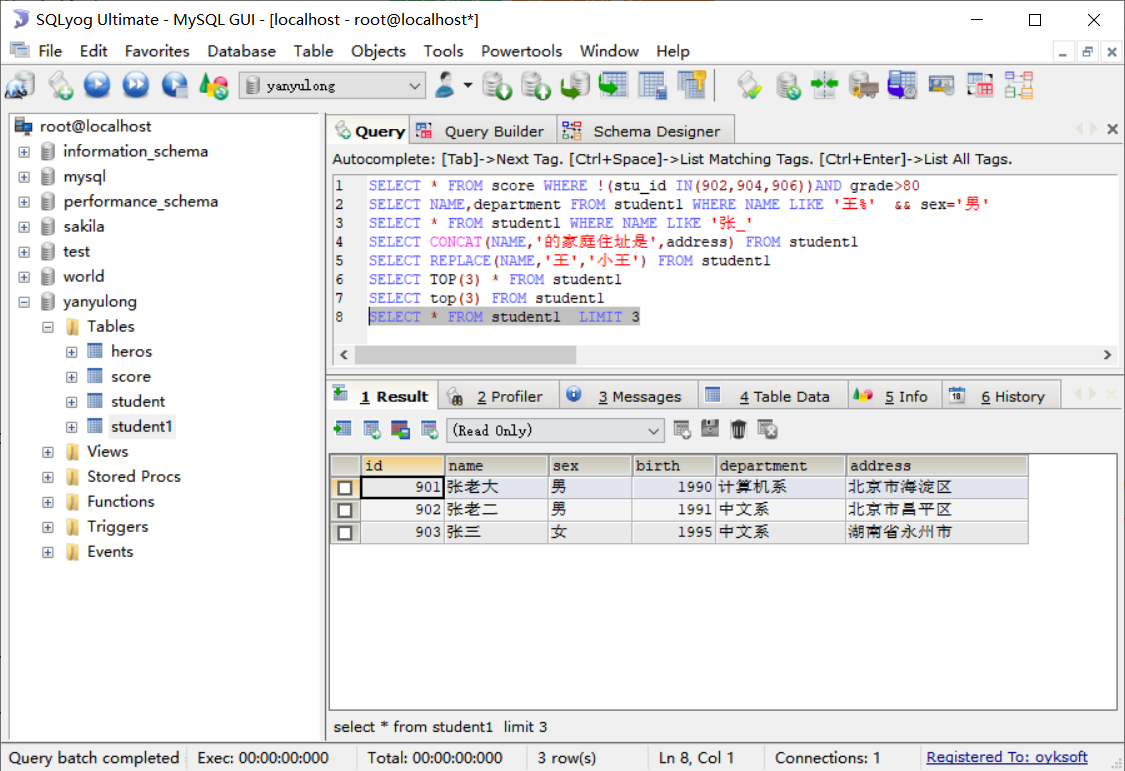 SQLyog Ultimate - MySQL GUI - [localhost - root@localhost*]
File Edit Favorites Database Table Objects Tools Powertools Window Help
yanyulong
root@localhost
information_schema
mysql
performance_schema
sakila
test
world
yanyulong
Tables
heros
score
student
student1
Views
Stored Procs
Functions
Triggers
Events
Query Query Builder Schema Designer
Autocomplete: [Tab]->Next Tag. [Ctrl+Space]->List Matching Tags. [Ctrl+Enter]->List All Tags.
1 SELECT * FROM score WHERE !(stu_id IN(902,904,906))AND grade>80
2 SELECT NAME,department FROM student1 WHERE NAME LIKE '王%' && sex='男'
3 SELECT * FROM student1 WHERE NAME LIKE '张_'
4 SELECT CONCAT(NAME,'的家庭住址是',address) FROM student1
5 SELECT REPLACE(NAME,'王','小王') FROM student1
6 SELECT TOP(3) * FROM student1
7 SELECT top(3) FROM student1
8 SELECT * FROM student1 LIMIT 3
1 Result 2 Profiler 3 Messages 4 Table Data 5 Info 18 6 History
(Read Only)
id name sex birth department address
901 张老大 男 1990 计算机系 北京市海淀区
902 张老二 男 1991 中文系 北京市昌平区
903 张三 女 1995 中文系 湖南省永州市
select * from student1 limit 3
Query batch completed Exec: 00:00:00:000 Total: 00:00:00:000 3 row(s) Ln 8, Col 1 Connections: 1 Registered To: oyksoft